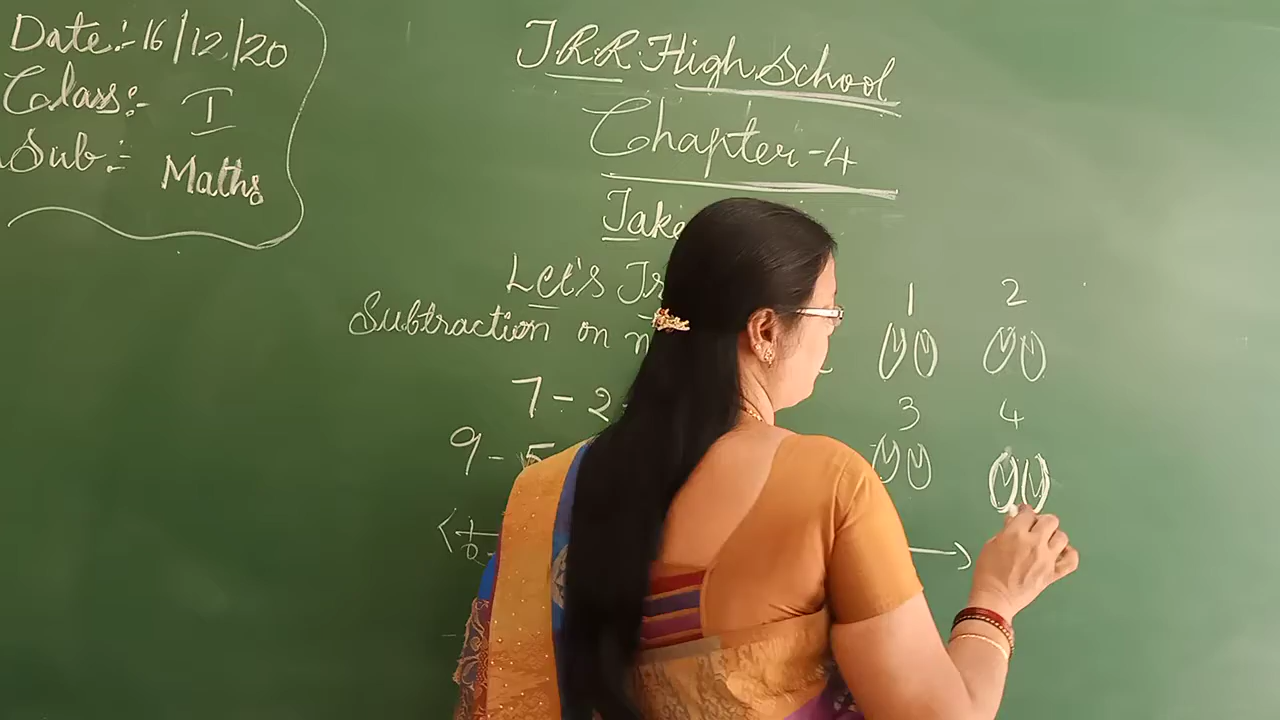 Date:- 16/12/20
Class:- I
Sub:- Maths
J.R.R. High School
Chapter-4
Take
Let's
Subtraction on
7 - 2
9 - 5
0
1 2
3 4